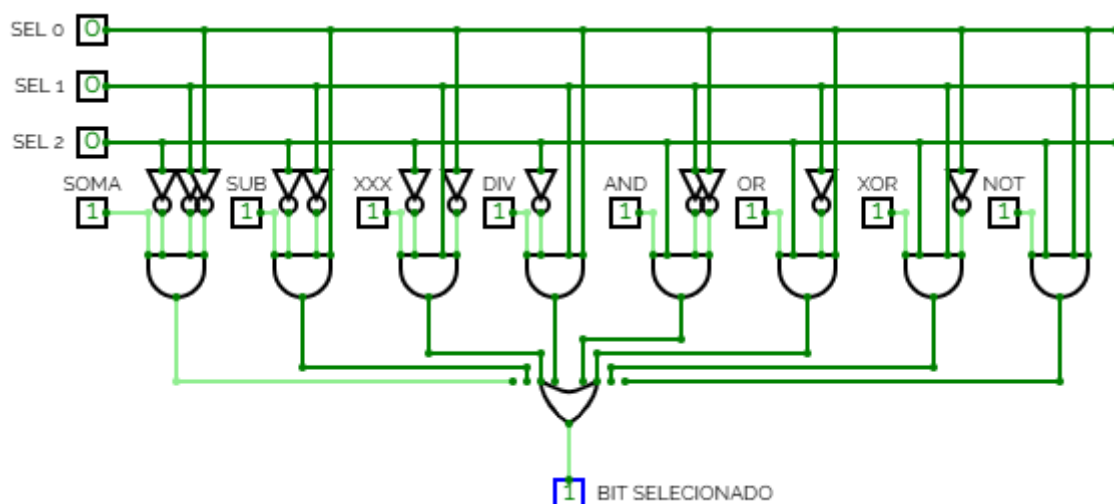 SEL 0 0
SEL 1 0
SEL 2 0
SOMA SUB XXX DIV AND OR XOR NOT
1 1 1 1 1 1 1 1
1 BIT SELECIONADO